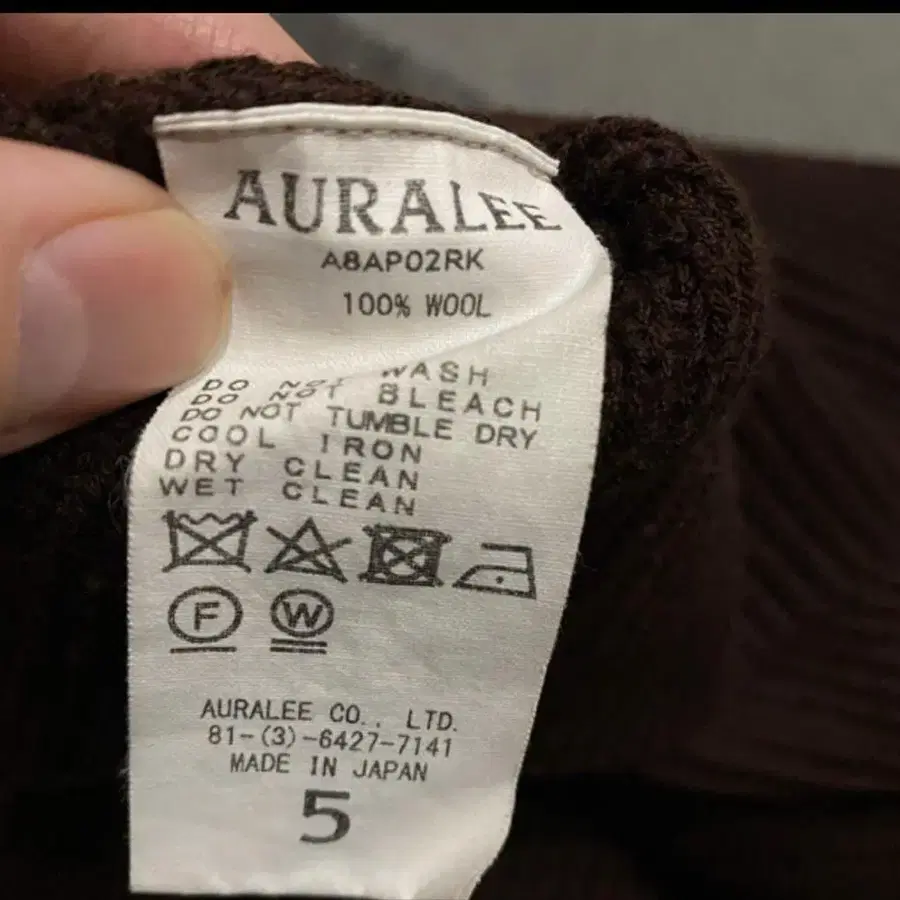 AURALEE
A8AP02RK
100% WOOL
DO NOT WASH
DO NOT BLEACH
DO NOT TUMBLE DRY
COOL IRON
DRY CLEAN
WET CLEAN
F W
AURALEE CO., LTD.
81-(3)-6427-7141
MADE IN JAPAN
5